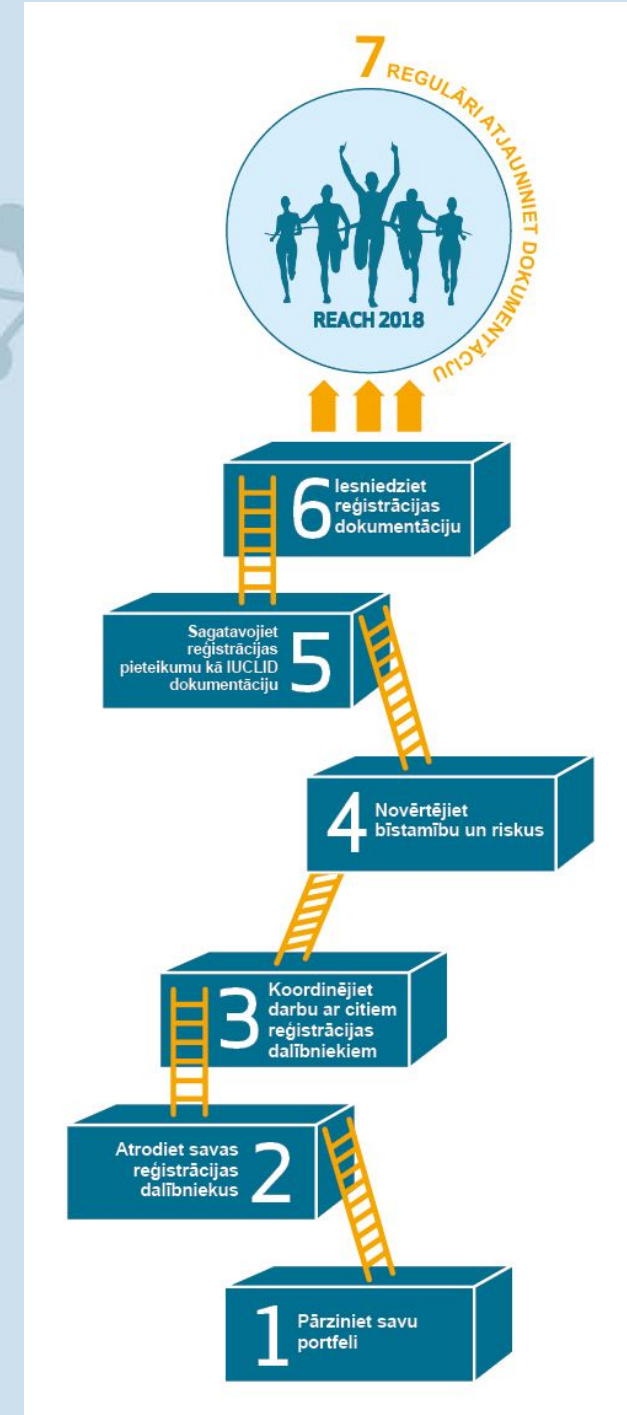 7 REGULĀRI ATJAUNINIET DOKUMENTĀCIJU
REACH 2018
6
Iesniedziet
reģistrācijas
dokumentāciju
Sagatavojiet
reģistrācijas
pieteikumu kā IUCLID
dokumentāciju
5
4
Novērtējiet
bīstamību un riskus
3
Koordinējiet
darbu ar citiem
reģistrācijas
dalībniekiem
Atrodiet savas
reģistrācijas
dalībniekus
2
1
Pārziniet savu
portfeli